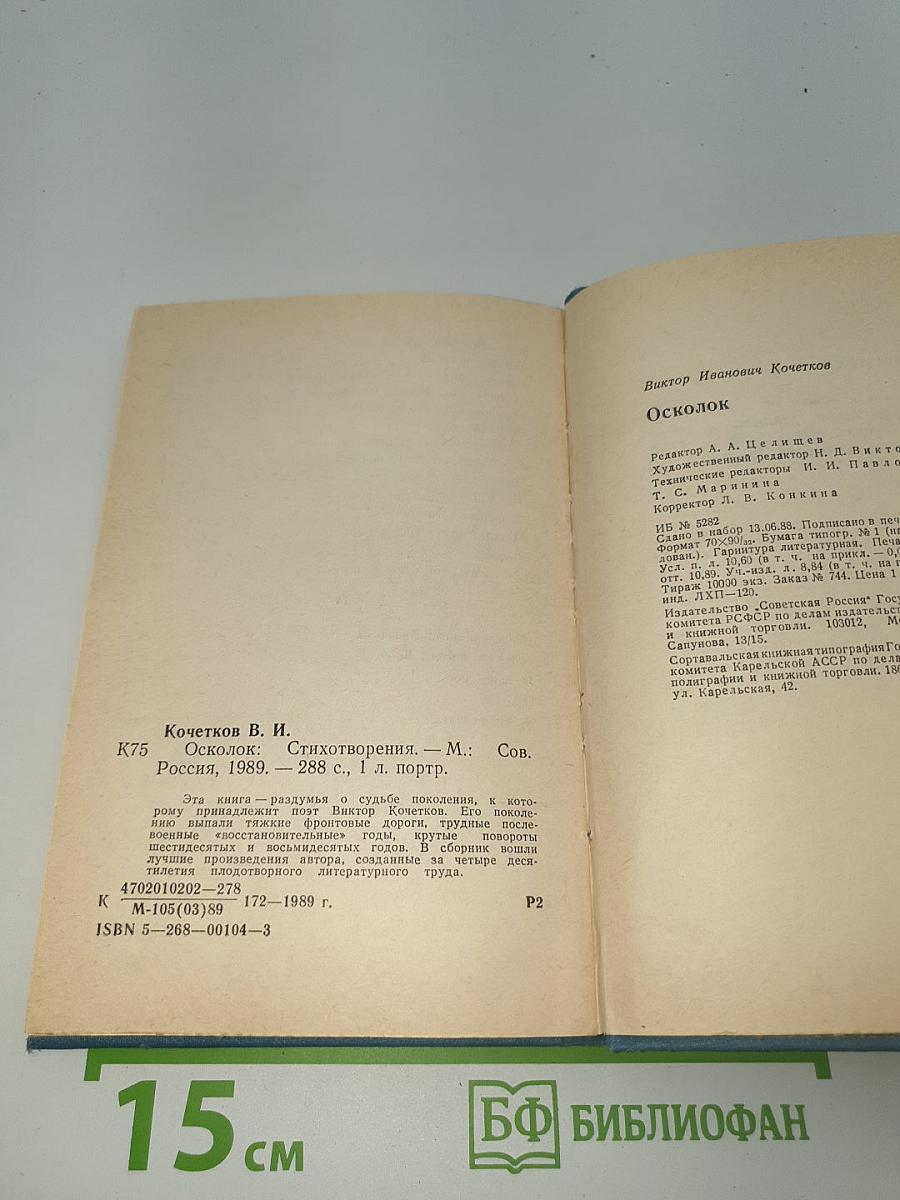 Кочетков В. И.
К75 Осколок: Стихотворения. — М.: Сов.
Россия, 1989. — 288 с., 1 л. портр.
Эта книга — раздумья о судьбе поколения, к кото-
рому принадлежит поэт Виктор Кочетков. Его поколе-
нию выпали тяжкие фронтовые дороги, трудные после-
военные «восстановительные» годы, крутые повороты
шестидесятых и восьмидесятых годов. В сборник вошли
лучшие произведения автора, созданные за четыре деся-
тилетия плодотворного литературного труда.
К 4702010202—278
М-105(03)89 172—1989 г. Р2
ISBN 5—268—00104—3
Виктор Иванович Кочетков
Осколок
Редактор А. А. Целищев
Художественный редактор Н. Д. Викто
Технические редакторы И. И. Павло
Т. С. Маринина
Корректор Л. В. Конкина
ИБ № 5282
Сдано в набор 13.06.88. Подписано в печ
Формат 70×90/32. Бумага типогр. № 1 (на
дован.). Гарнитура литературная. Печа
Усл. п. л. 10,60 (в т. ч. на прикл. — 0,0
отт. 10,89. Уч.-изд. л. 8,84 (в т. ч. на п
Тираж 10000 экз. Заказ № 744. Цена 1
инд. ЛХП—120.
Издательство „Советская Россия" Госу
комитета РСФСР по делам издательст
и книжной торговли. 103012, Мо
Сапунова, 13/15.
Сортавальская книжная типография Го
комитета Карельской АССР по дела
полиграфии и книжной торговли. 186
ул. Карельская, 42.
15 см
БФ БИБЛИОФАН